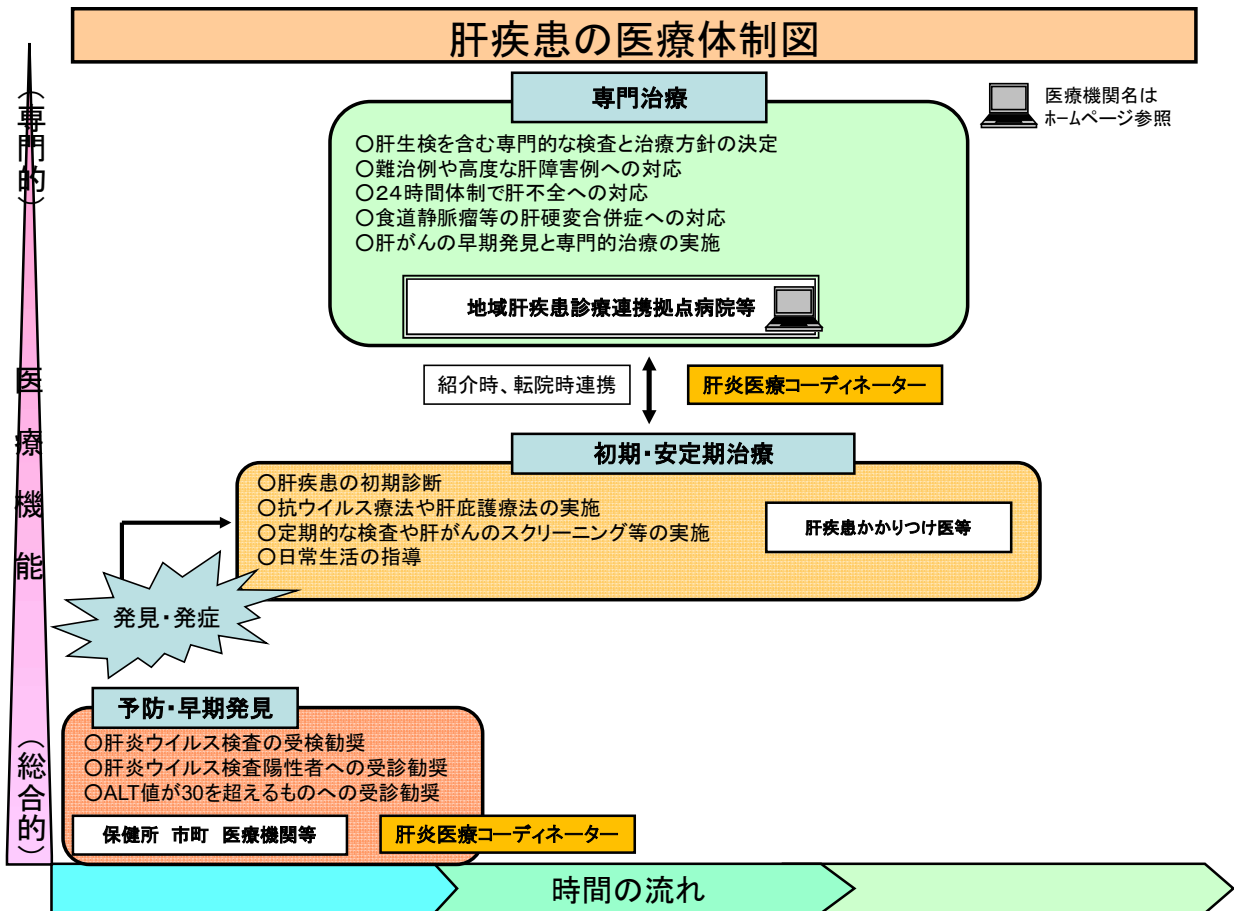 肝疾患の医療体制図
専門治療
医療機関名は
ホームページ参照
(専門的)
医療機能
(総合的)
〇肝生検を含む専門的な検査と治療方針の決定
〇難治例や高度な肝障害例への対応
〇24時間体制で肝不全への対応
〇食道静脈瘤等の肝硬変合併症への対応
〇肝がんの早期発見と専門的治療の実施
地域肝疾患診療連携拠点病院等
紹介時、転院時連携
肝炎医療コーディネーター
初期・安定期治療
〇肝疾患の初期診断
〇抗ウイルス療法や肝庇護療法の実施
〇定期的な検査や肝がんのスクリーニング等の実施
〇日常生活の指導
肝疾患かかりつけ医等
発見・発症
予防・早期発見
〇肝炎ウイルス検査の受検勧奨
〇肝炎ウイルス検査陽性者への受診勧奨
〇ALT値が30を超えるものへの受診勧奨
保健所 市町 医療機関等
肝炎医療コーディネーター
時間の流れ